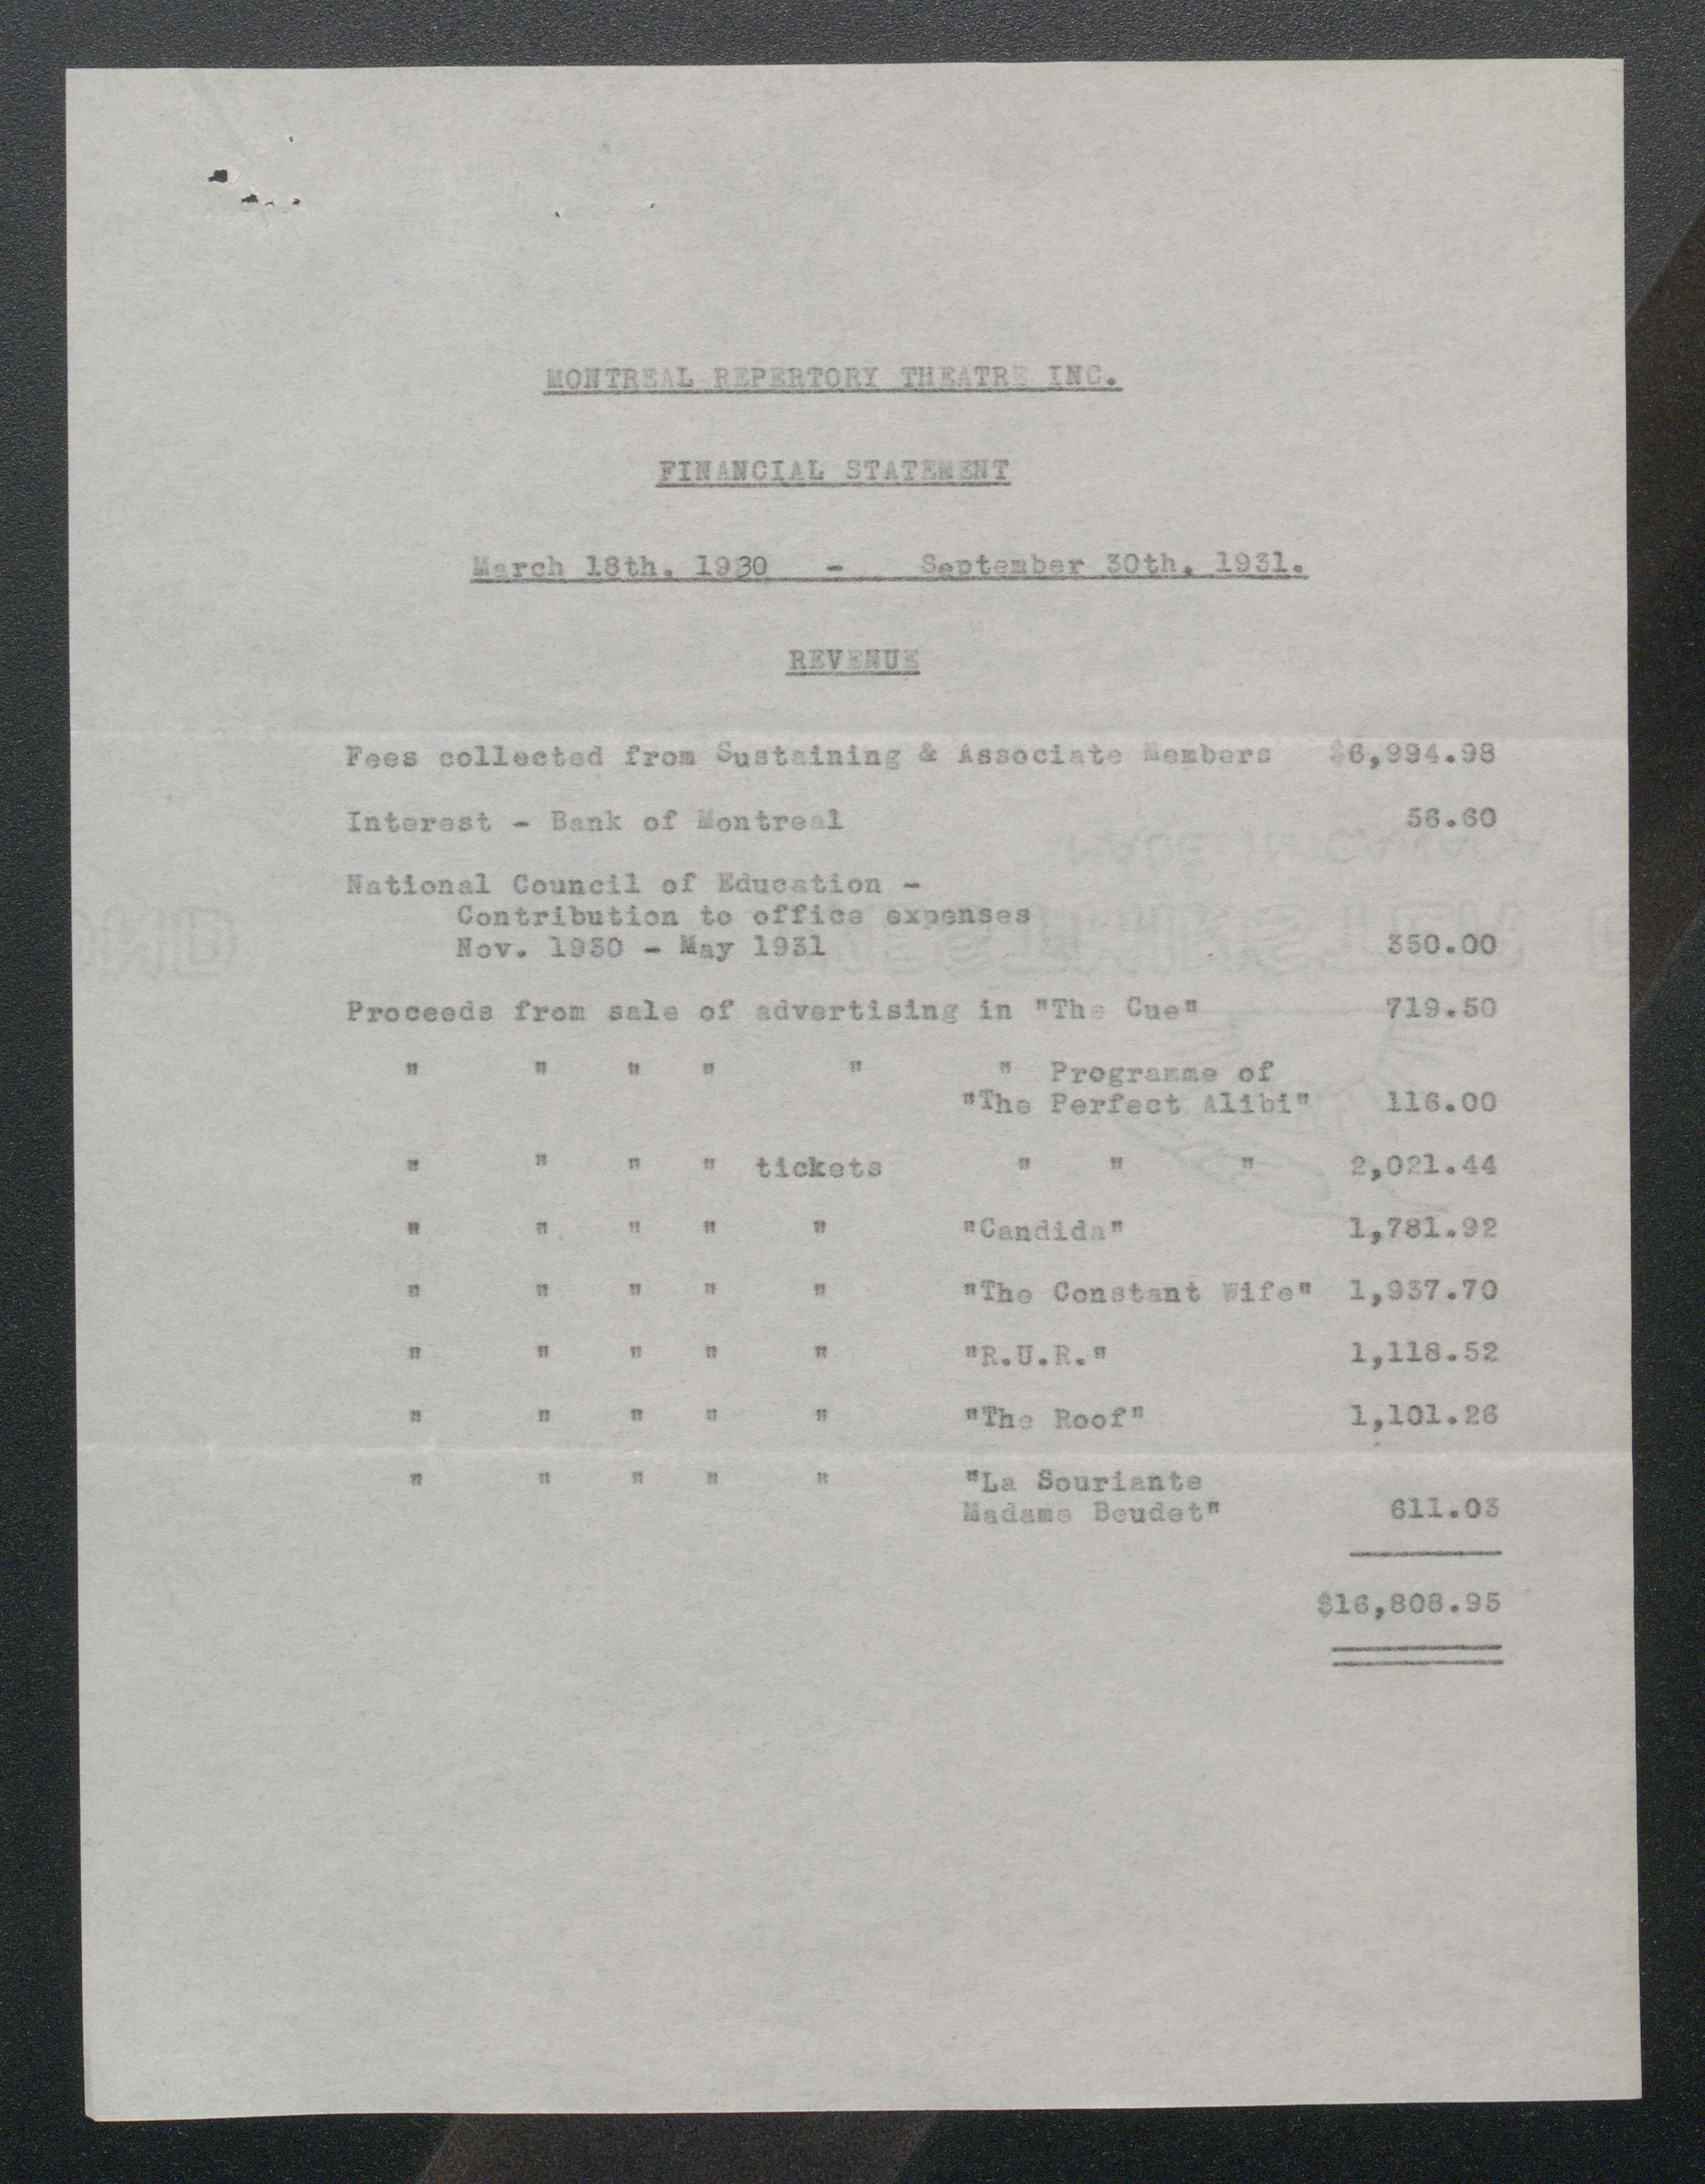 MONTREAL REPERTORY THEATRE INC.
FINANCIAL STATEMENT
March 18th, 1930 - September 30th, 1931.
REVENUE
Fees collected from Sustaining & Associate Members $6,994.98
Interest - Bank of Montreal 56.60
National Council of Education -
Contribution to office expenses
Nov. 1930 - May 1931 350.00
Proceeds from sale of advertising in "The Cue" 719.50
" " " " " " Programme of
"The Perfect Alibi" 116.00
" " " " tickets " " " 2,021.44
" " " " " "Candida" 1,781.92
" " " " " "The Constant Wife" 1,937.70
" " " " " "R.U.R." 1,118.52
" " " " " "The Roof" 1,101.26
" " " " " "La Souriante
Madame Beudet" 611.03
$16,808.95
MADE IN CANADA